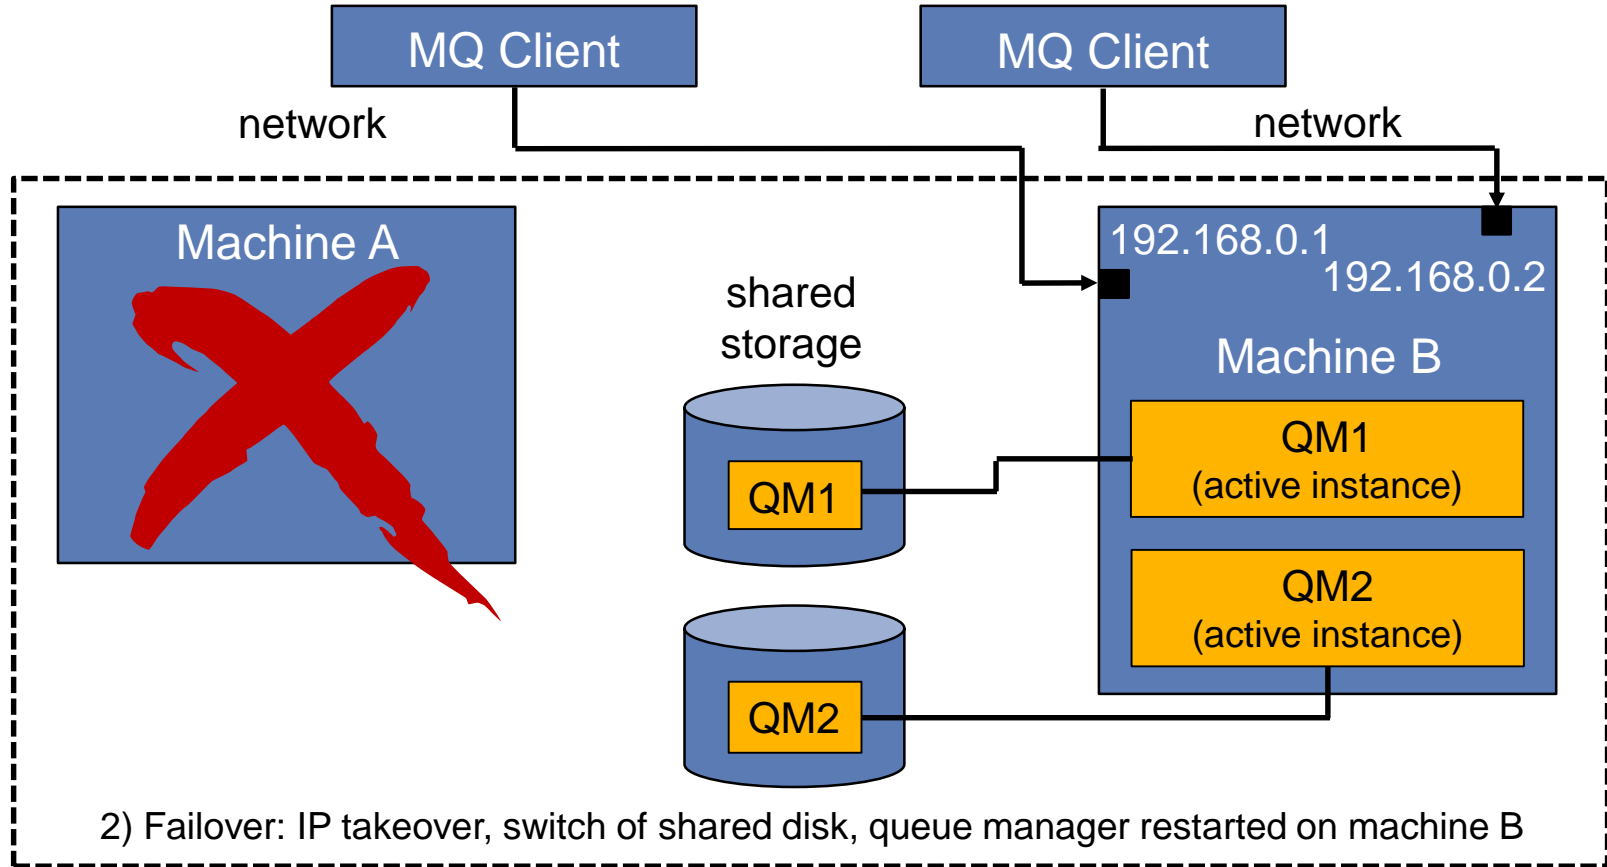 MQ Client
MQ Client
network
network
Machine A
192.168.0.1
192.168.0.2
shared
storage
Machine B
QM1
(active instance)
QM1
QM2
(active instance)
QM2
2) Failover: IP takeover, switch of shared disk, queue manager restarted on machine B